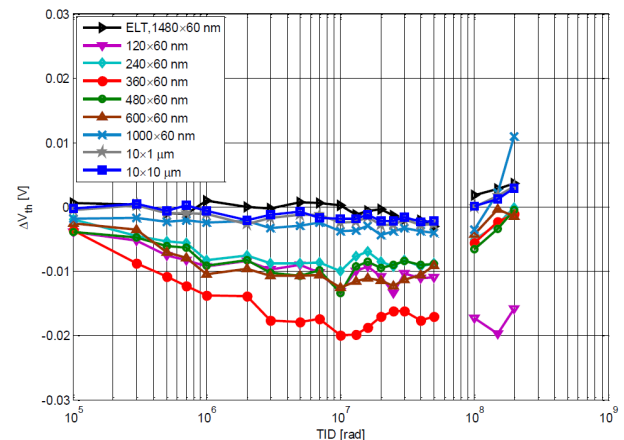 0.03
0.02
0.01
0
-0.01
-0.02
-0.03
ΔVth [V]
ELT,1480×60 nm
120×60 nm
240×60 nm
360×60 nm
480×60 nm
600×60 nm
1000×60 nm
10×1 μm
10×10 μm
10^5 10^6 10^7 10^8 10^9
TID [rad]